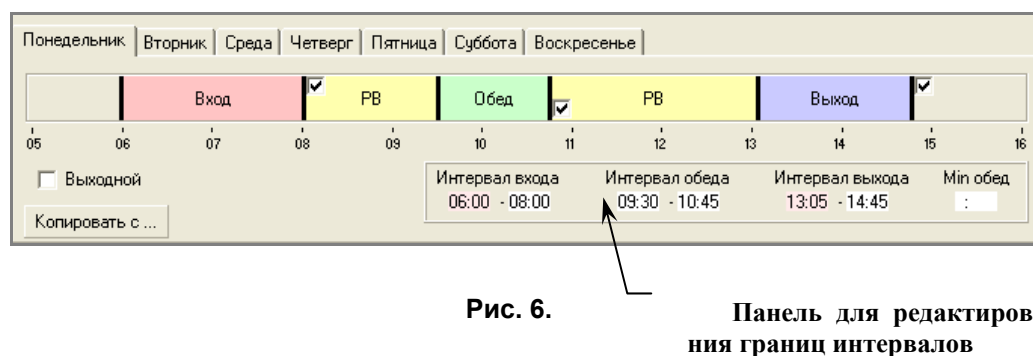 Понедельник Вторник Среда Четверг Пятница Суббота Воскресенье
Вход РВ Обед РВ Выход
05 06 07 08 09 10 11 12 13 14 15 16
Выходной
Интервал входа Интервал обеда Интервал выхода Min обед
06:00 - 08:00 09:30 - 10:45 13:05 - 14:45 :
Копировать с ...
Рис. 6.
Панель для редактиров
ния границ интервалов